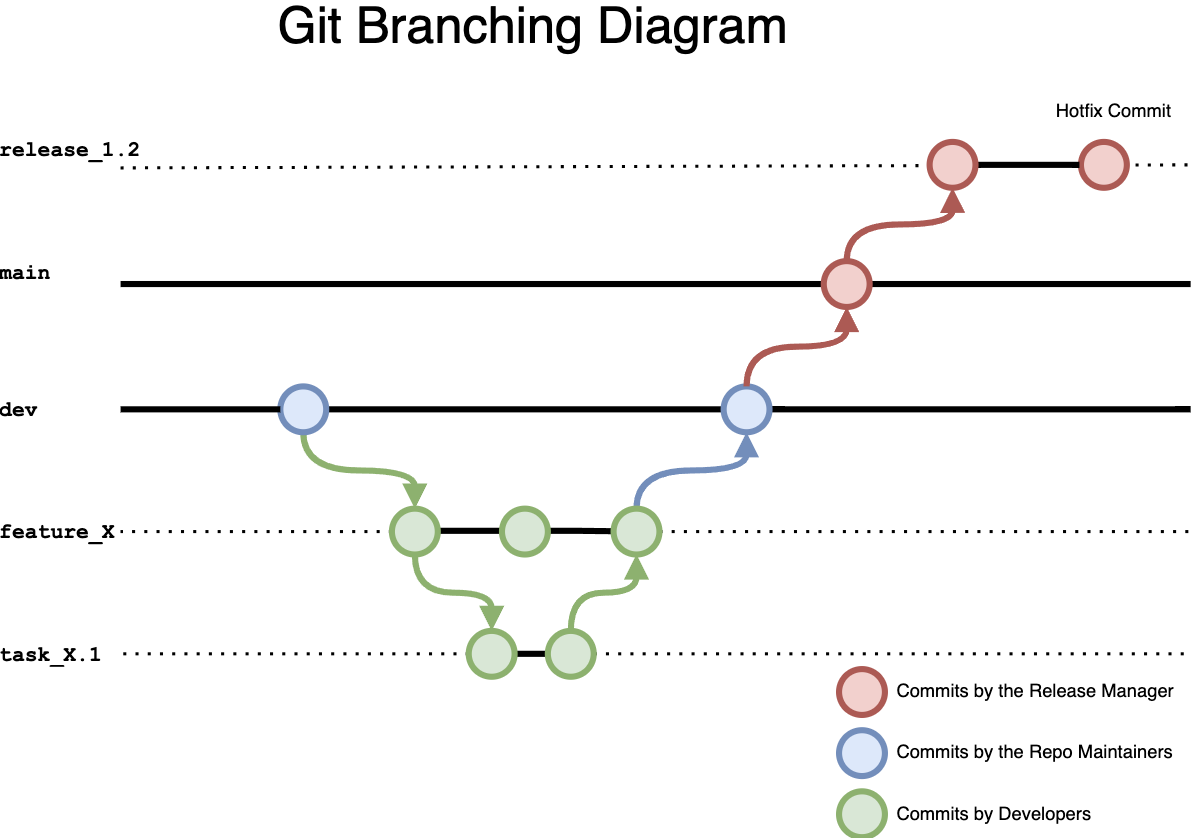 Git Branching Diagram
Hotfix Commit
release_1.2
main
dev
feature_X
task_X.1
Commits by the Release Manager
Commits by the Repo Maintainers
Commits by Developers